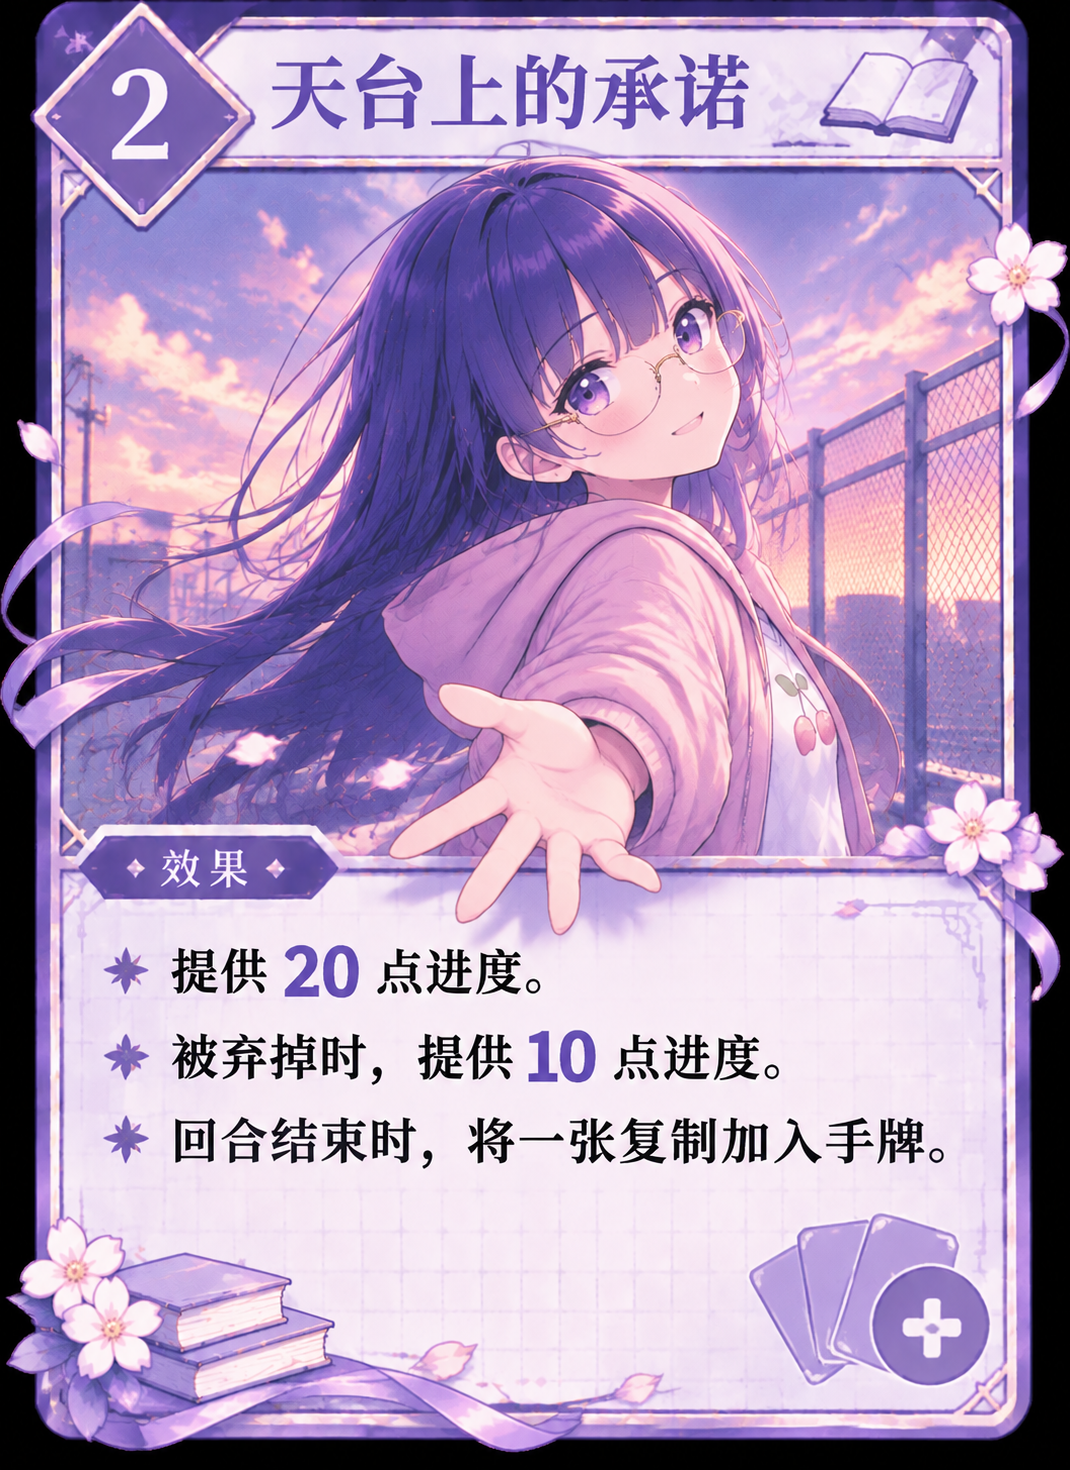 2
天台上的承诺
效果
提供 20 点进度。
被弃掉时，提供 10 点进度。
回合结束时，将一张复制加入手牌。